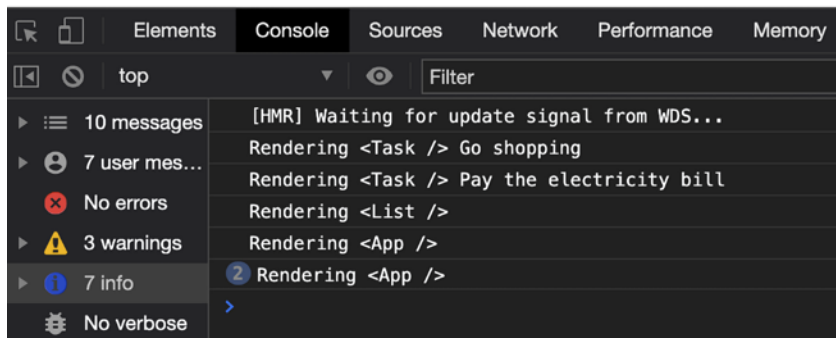 Elements Console Sources Network Performance Memory
top Filter
10 messages
7 user mes...
No errors
3 warnings
7 info
No verbose
[HMR] Waiting for update signal from WDS...
Rendering <Task /> Go shopping
Rendering <Task /> Pay the electricity bill
Rendering <List />
Rendering <App />
2 Rendering <App />
>